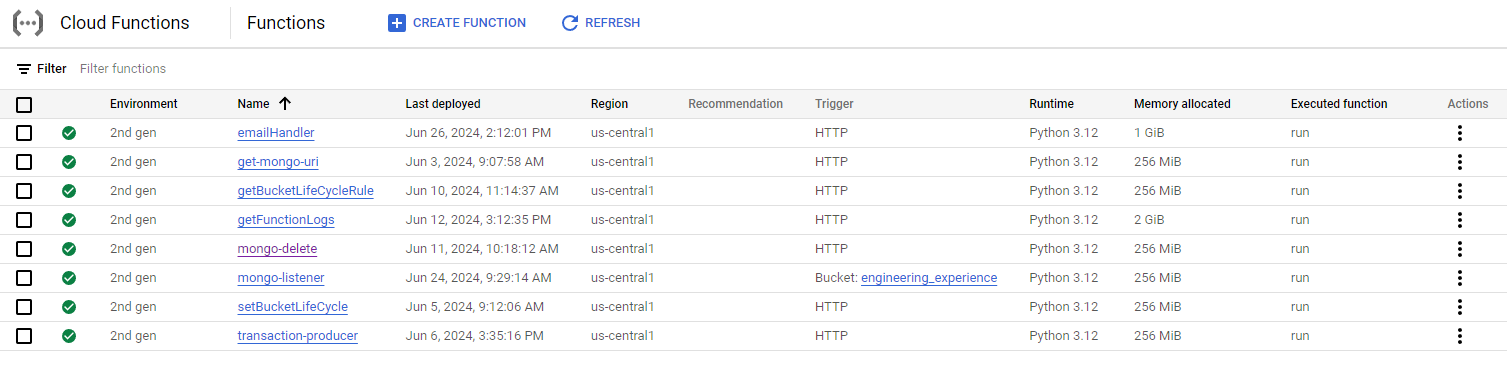 Cloud Functions Functions CREATE FUNCTION REFRESH
Filter Filter functions
Environment Name Last deployed Region Recommendation Trigger Runtime Memory allocated Executed function Actions
2nd gen emailHandler Jun 26, 2024, 2:12:01 PM us-central1 HTTP Python 3.12 1 GiB run
2nd gen get-mongo-uri Jun 3, 2024, 9:07:58 AM us-central1 HTTP Python 3.12 256 MiB run
2nd gen getBucketLifeCycleRule Jun 10, 2024, 11:14:37 AM us-central1 HTTP Python 3.12 256 MiB run
2nd gen getFunctionLogs Jun 12, 2024, 3:12:35 PM us-central1 HTTP Python 3.12 2 GiB run
2nd gen mongo-delete Jun 11, 2024, 10:18:12 AM us-central1 HTTP Python 3.12 256 MiB run
2nd gen mongo-listener Jun 24, 2024, 9:29:14 AM us-central1 Bucket: engineering_experience Python 3.12 256 MiB run
2nd gen setBucketLifeCycle Jun 5, 2024, 9:12:06 AM us-central1 HTTP Python 3.12 256 MiB run
2nd gen transaction-producer Jun 6, 2024, 3:35:16 PM us-central1 HTTP Python 3.12 256 MiB run